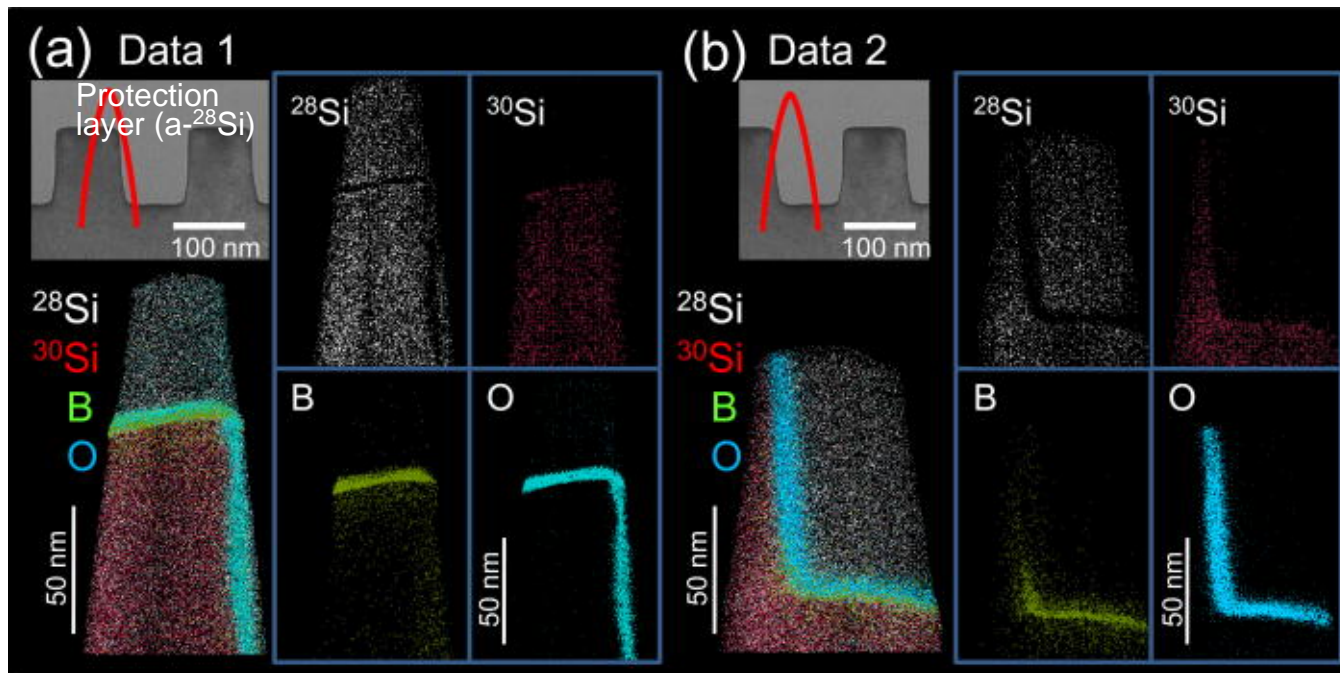 (a) Data 1
Protection
layer (a-²⁸Si)
100 nm
²⁸Si
³⁰Si
²⁸Si
³⁰Si
B
O
50 nm
B
O
50 nm
(b) Data 2
100 nm
²⁸Si
³⁰Si
²⁸Si
³⁰Si
B
O
50 nm
B
O
50 nm